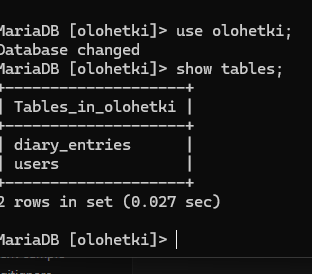 MariaDB [olohetki]> use olohetki;
Database changed
MariaDB [olohetki]> show tables;
+--------------------+
| Tables_in_olohetki |
+--------------------+
| diary_entries      |
| users              |
+--------------------+
2 rows in set (0.027 sec)
MariaDB [olohetki]>